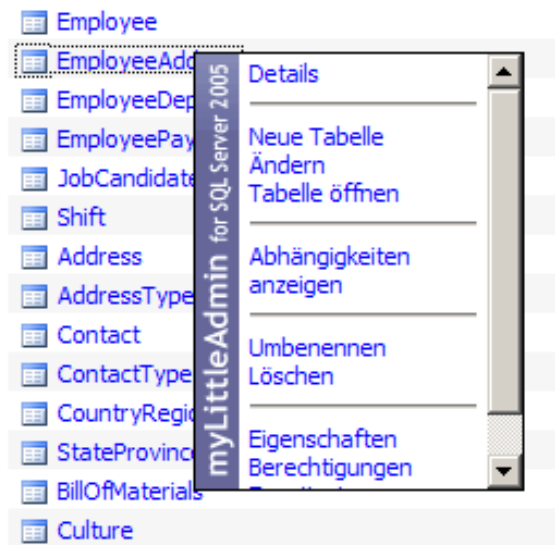 Employee
EmployeeAdd
EmployeeDep
EmployeePay
JobCandidate
Shift
Address
AddressType
Contact
ContactType
CountryRegio
StateProvince
BillOfMaterials
Culture
myLittleAdmin for SQL Server 2005
Details
Neue Tabelle
Ändern
Tabelle öffnen
Abhängigkeiten
anzeigen
Umbenennen
Löschen
Eigenschaften
Berechtigungen